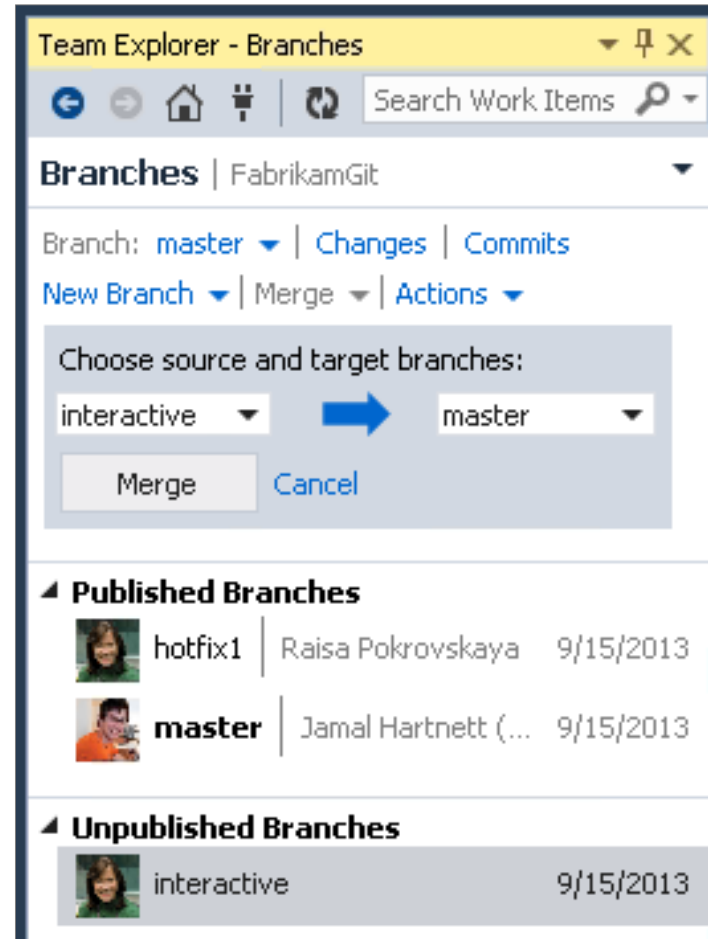 Team Explorer - Branches
Search Work Items
Branches | FabrikamGit
Branch: master | Changes | Commits
New Branch | Merge | Actions
Choose source and target branches:
interactive master
Merge Cancel
Published Branches
hotfix1 | Raisa Pokrovskaya 9/15/2013
master | Jamal Hartnett (... 9/15/2013
Unpublished Branches
interactive 9/15/2013